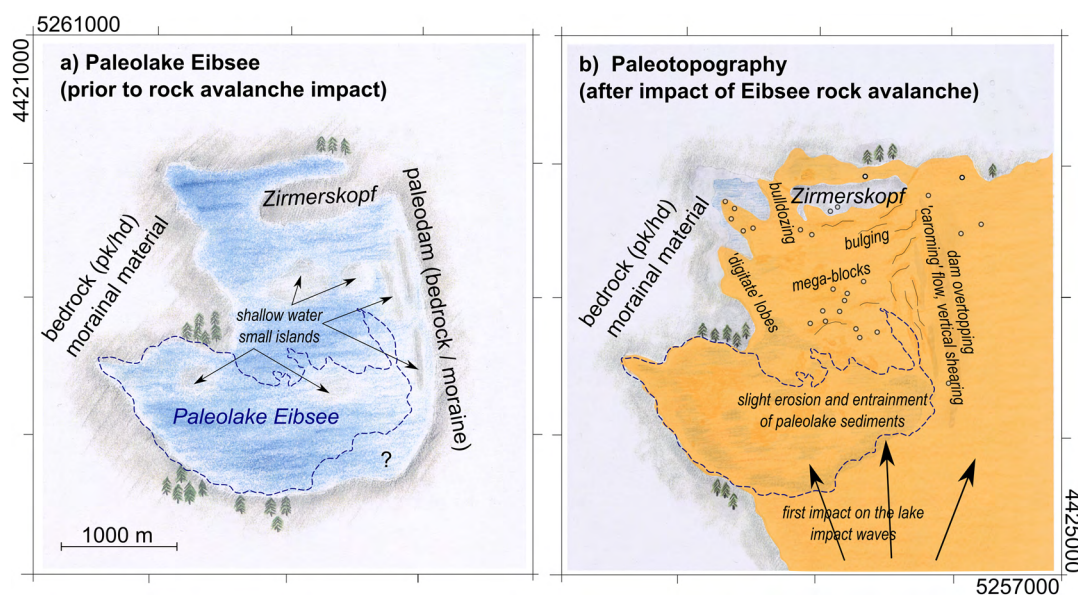 5261000
4421000
a) Paleolake Eibsee
(prior to rock avalanche impact)
Zirmerskopf
paleodam (bedrock / moraine)
bedrock (pk/hd)
morainal material
shallow water
small islands
Paleolake Eibsee
?
1000 m
b) Paleotopography
(after impact of Eibsee rock avalanche)
Zirmerskopf
bulldozing
bulging
'caroming' flow, vertical shearing
dam overtopping
bedrock (pk/hd)
morainal material
'digitate' lobes
mega-blocks
slight erosion and entrainment
of paleolake sediments
first impact on the lake
impact waves
4425000
5257000